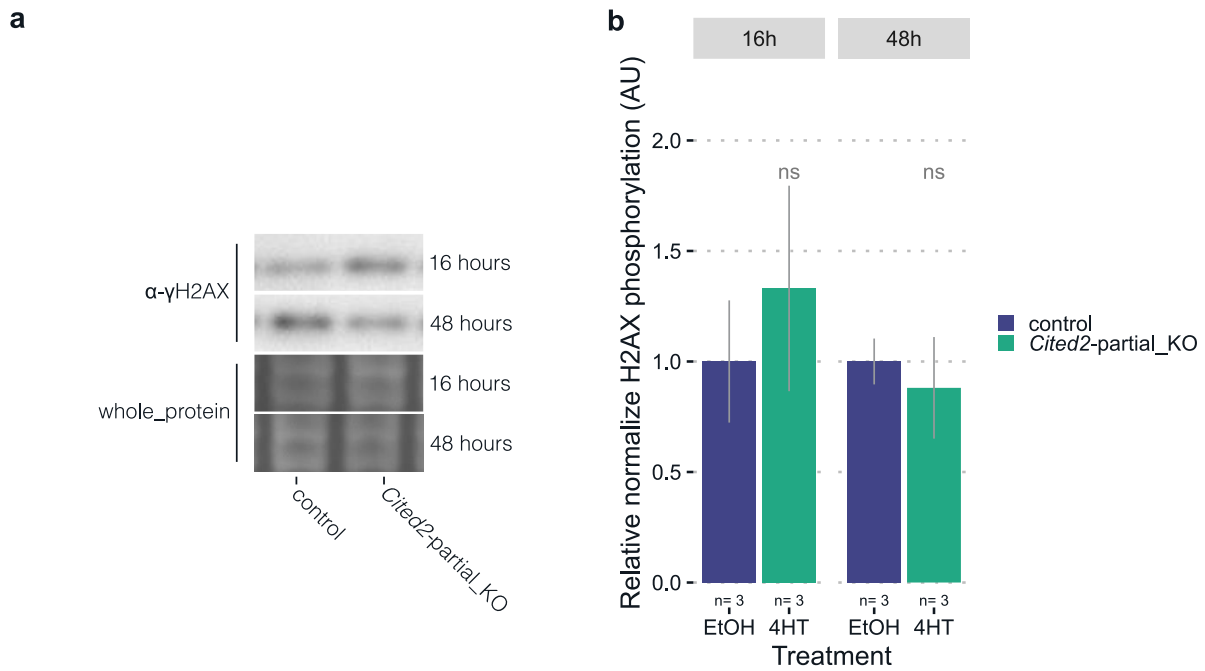 a
α-γH2AX
16 hours
48 hours
whole_protein
16 hours
48 hours
control
Cited2-partial_KO
b
16h
48h
Relative normalize H2AX phosphorylation (AU)
2.0
1.5
1.0
0.5
0.0
ns
ns
n= 3
n= 3
n= 3
n= 3
EtOH
4HT
EtOH
4HT
Treatment
control
Cited2-partial_KO